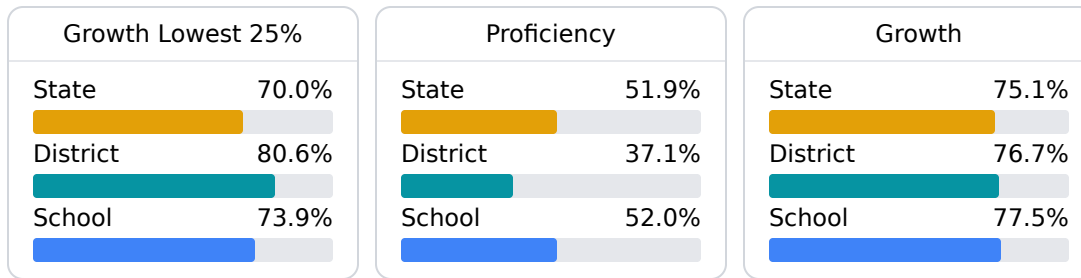 Growth Lowest 25%
State 70.0%
District 80.6%
School 73.9%
Proficiency
State 51.9%
District 37.1%
School 52.0%
Growth
State 75.1%
District 76.7%
School 77.5%